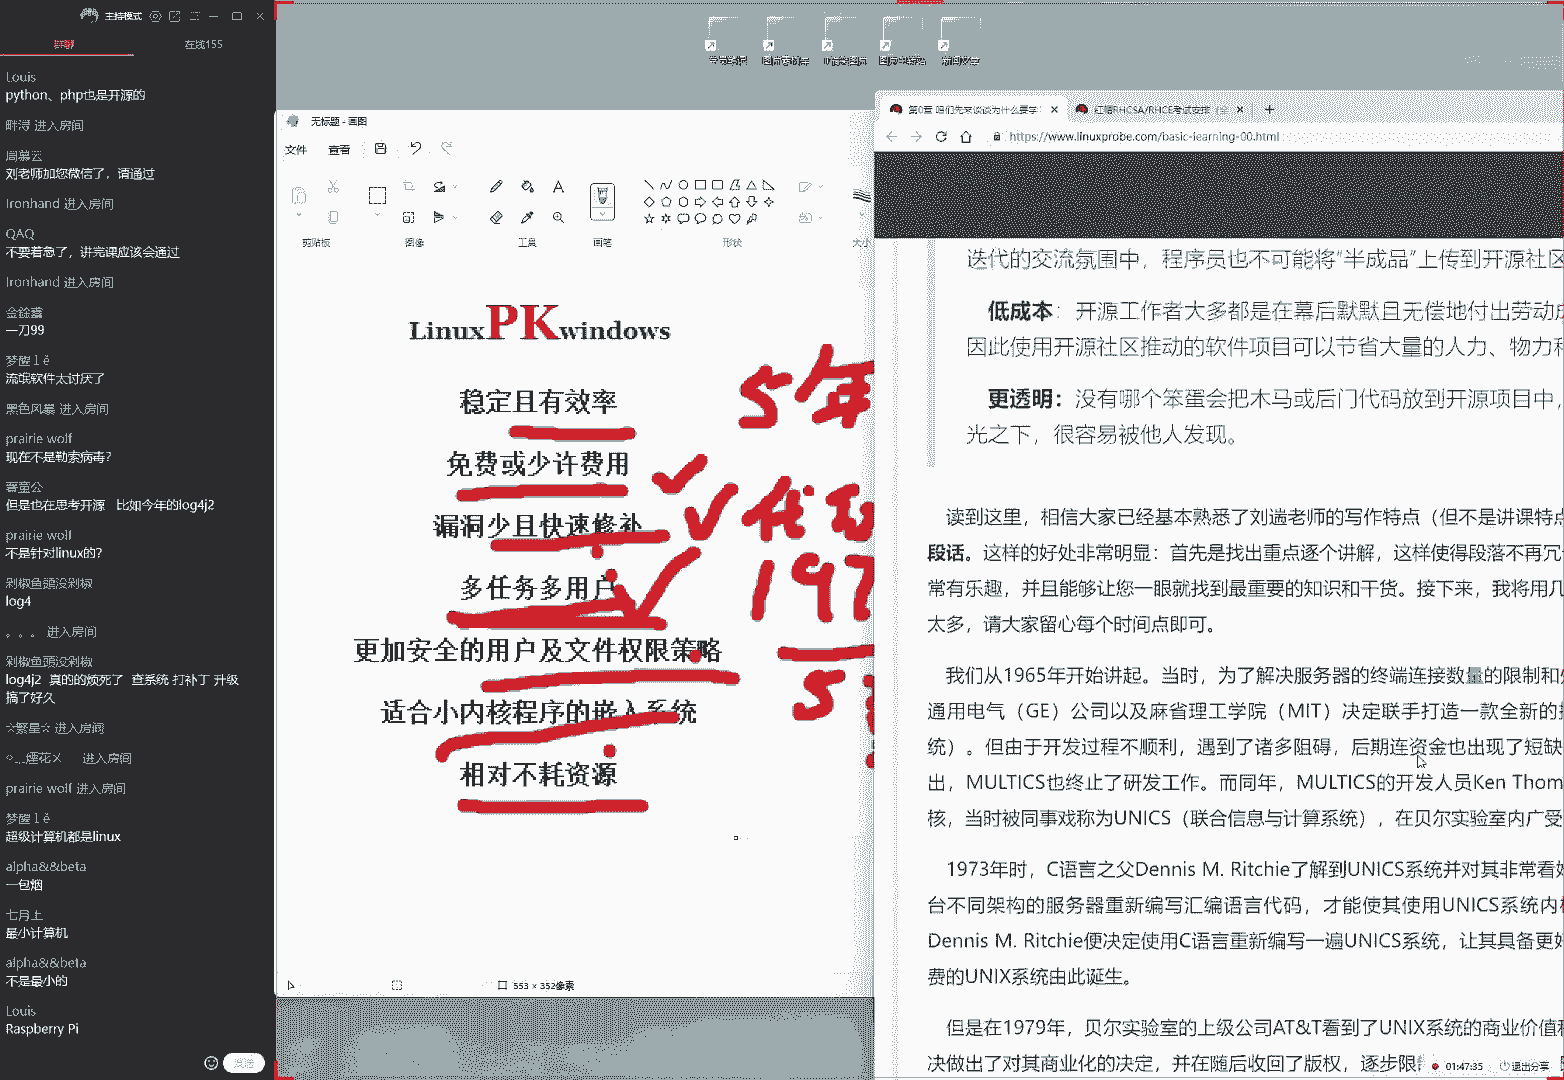 主持模式
群聊
在线155
Louis
python、php也是开源的
进入房间
周慕云
刘老师加您微信了，请通过
Ironhand 进入房间
QAQ
不要着急了，讲完课应该会通过
Ironhand 进入房间
一刀99
流氓软件太讨厌了
黑色风暴 进入房间
prairie wolf
现在不是勒索病毒?
但是也在思考开源 比如今年的log4j2
prairie wolf
不是针对linux的?
剁椒鱼頭没剁椒
log4
。。。 进入房间
剁椒鱼頭没剁椒
log4j2 真的的烦死了 查系统 打补丁 升级
搞了好久
☆繁星☆ 进入房间
进入房间
prairie wolf 进入房间
超级计算机都是linux
alpha&&beta
一包烟
七月上
最小计算机
alpha&&beta
不是最小的
Louis
Raspberry Pi
发送
无标题 - 画图
文件 查看
剪贴板 图像 工具 画笔 形状 大小
LinuxPKwindows
稳定且有效率
免费或少许费用
漏洞少且快速修补
多任务多用户
更加安全的用户及文件权限策略
适合小内核程序的嵌入系统
相对不耗资源
5年
197
5
553 × 352像素
第0章 咱们先来谈谈为什么要学
红帽RHCSA/RHCE考试安排（全
https://www.linuxprobe.com/basic-learning-00.html
迭代的交流氛围中，程序员也不可能将“半成品”上传到开源社区
低成本：开源工作者大多都是在幕后默默且无偿地付出劳动成
因此使用开源社区推动的软件项目可以节省大量的人力、物力和
更透明：没有哪个笨蛋会把木马或后门代码放到开源项目中，
光之下，很容易被他人发现。
读到这里，相信大家已经基本熟悉了刘遄老师的写作特点（但不是讲课特点
段话。这样的好处非常明显：首先是找出重点逐个讲解，这样使得段落不再冗
常有乐趣，并且能够让您一眼就找到最重要的知识和干货。接下来，我将用几
太多，请大家留心每个时间点即可。
我们从1965年开始讲起。当时，为了解决服务器的终端连接数量的限制和处
通用电气（GE）公司以及麻省理工学院（MIT）决定联手打造一款全新的操
统）。但由于开发过程不顺利，遇到了诸多阻碍，后期连资金也出现了短缺
出，MULTICS也终止了研发工作。而同年，MULTICS的开发人员Ken Thom
核，当时被同事戏称为UNICS（联合信息与计算系统），在贝尔实验室内广受
1973年时，C语言之父Dennis M. Ritchie了解到UNICS系统并对其非常看好
台不同架构的服务器重新编写汇编语言代码，才能使其使用UNICS系统内核
Dennis M. Ritchie便决定使用C语言重新编写一遍UNICS系统，让其具备更好
费的UNIX系统由此诞生。
但是在1979年，贝尔实验室的上级公司AT&T看到了UNIX系统的商业价值和
决做出了对其商业化的决定，并在随后收回了版权，逐步限
01:47:35
退出分享